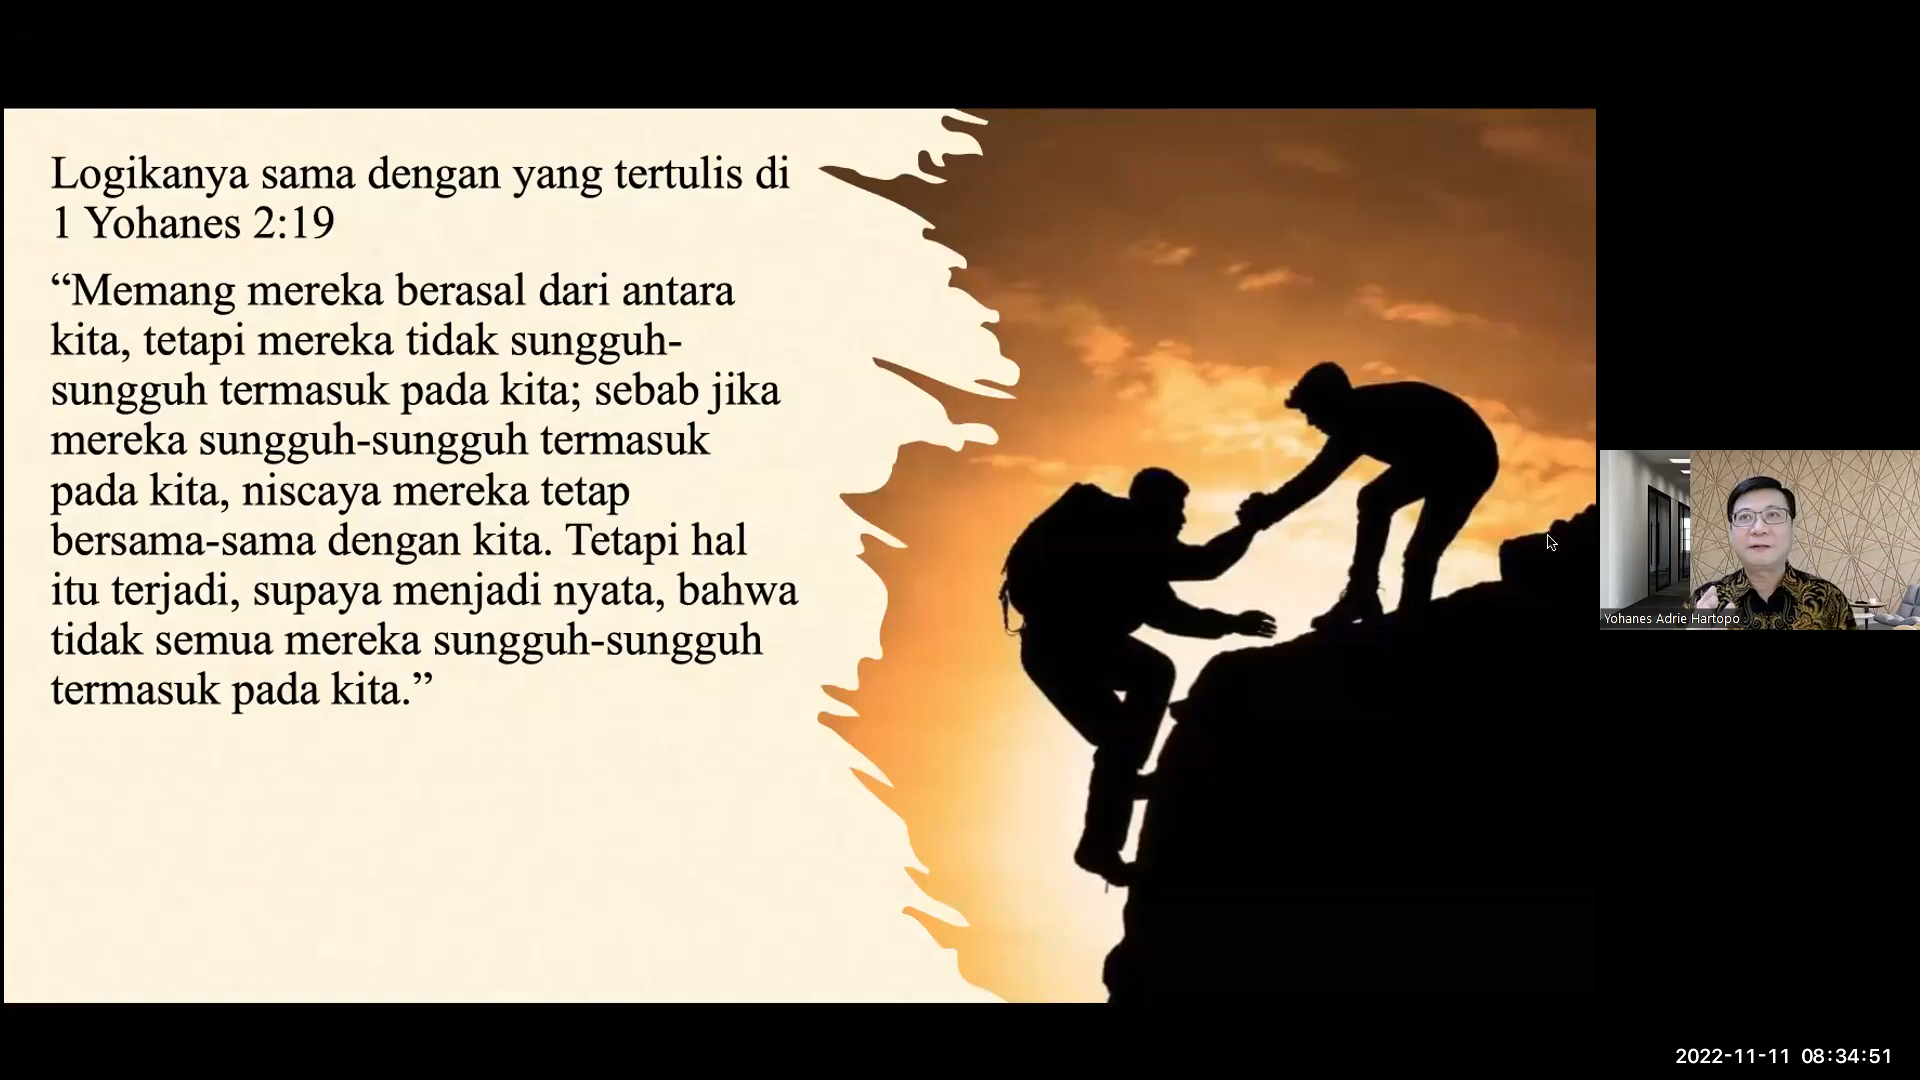 Logikanya sama dengan yang tertulis di
1 Yohanes 2:19
“Memang mereka berasal dari antara
kita, tetapi mereka tidak sungguh-
sungguh termasuk pada kita; sebab jika
mereka sungguh-sungguh termasuk
pada kita, niscaya mereka tetap
bersama-sama dengan kita. Tetapi hal
itu terjadi, supaya menjadi nyata, bahwa
tidak semua mereka sungguh-sungguh
termasuk pada kita.”
Yohanes Adrie Hartopo
2022-11-11 08:34:51